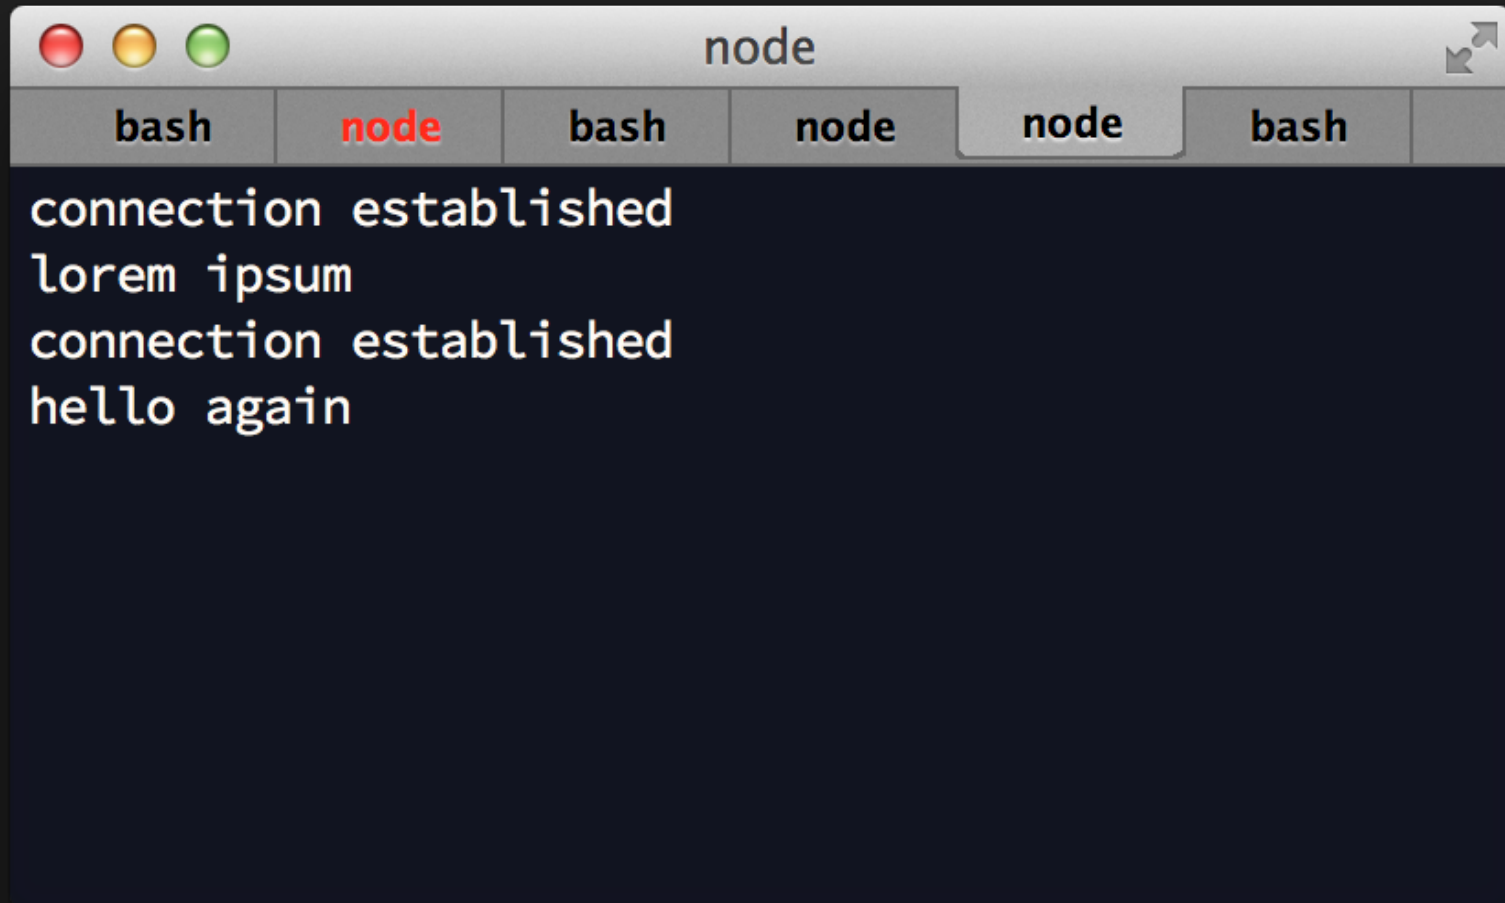 node
bash node bash node node bash
connection established
lorem ipsum
connection established
hello again